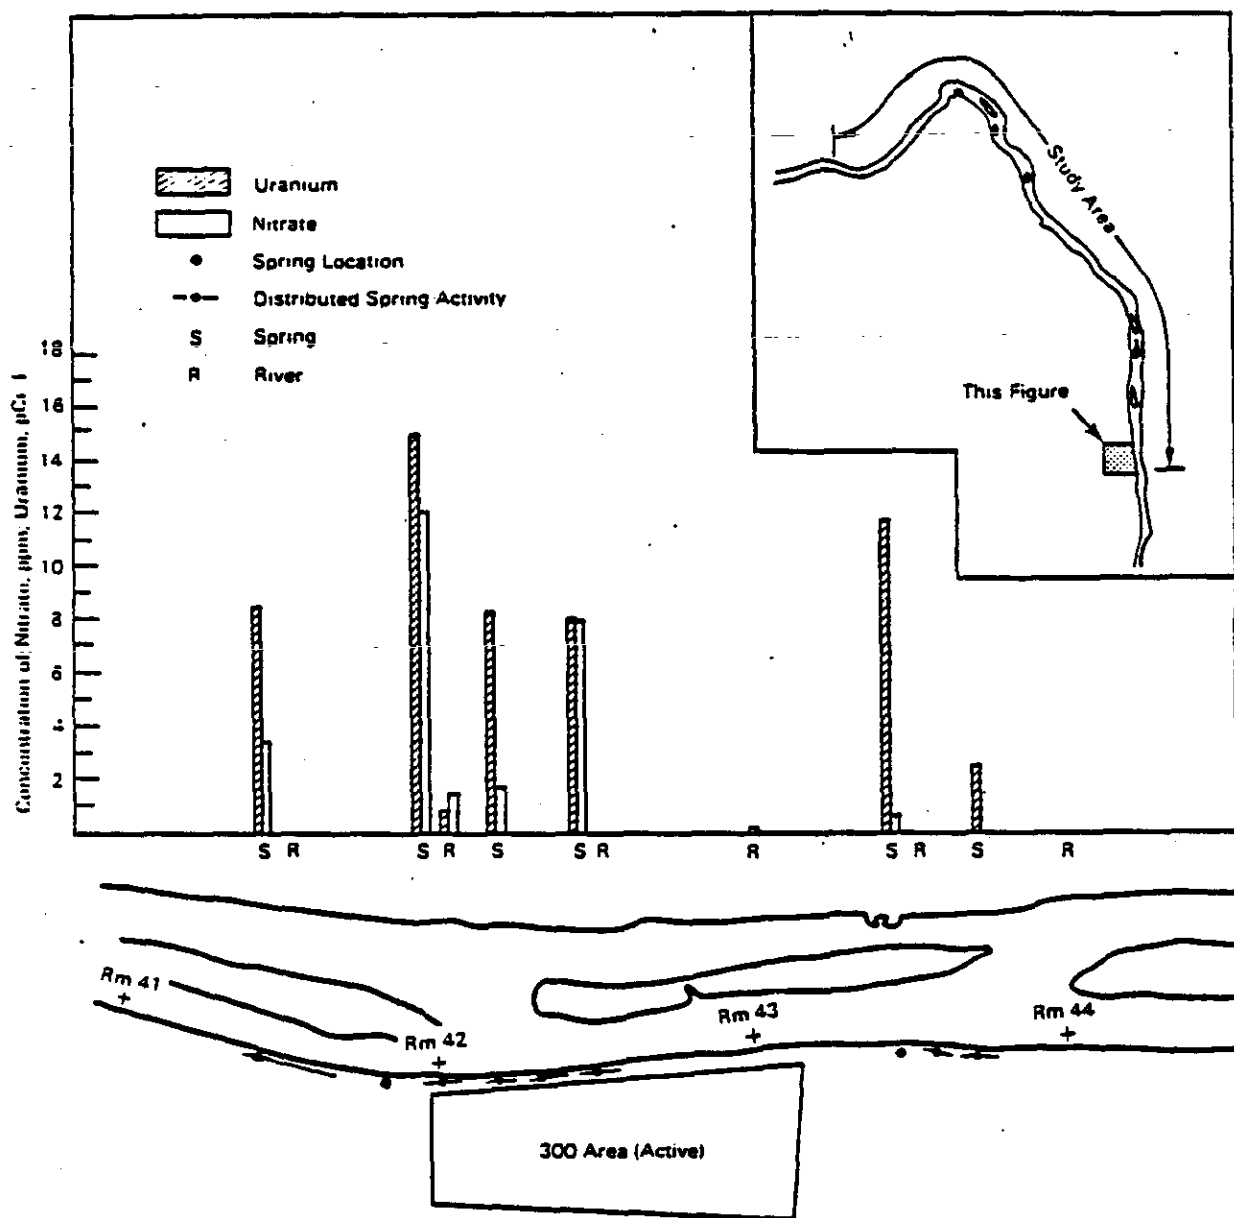 Uranium
Nitrate
Spring Location
Distributed Spring Activity
S Spring
R River
Study Area
This Figure
Concentration of Nitrate, ppm; Uranium, pCi
18
16
14
12
10
8
6
4
2
S R S R S S R R S R S R
Rm 41
Rm 42
Rm 43
Rm 44
300 Area (Active)